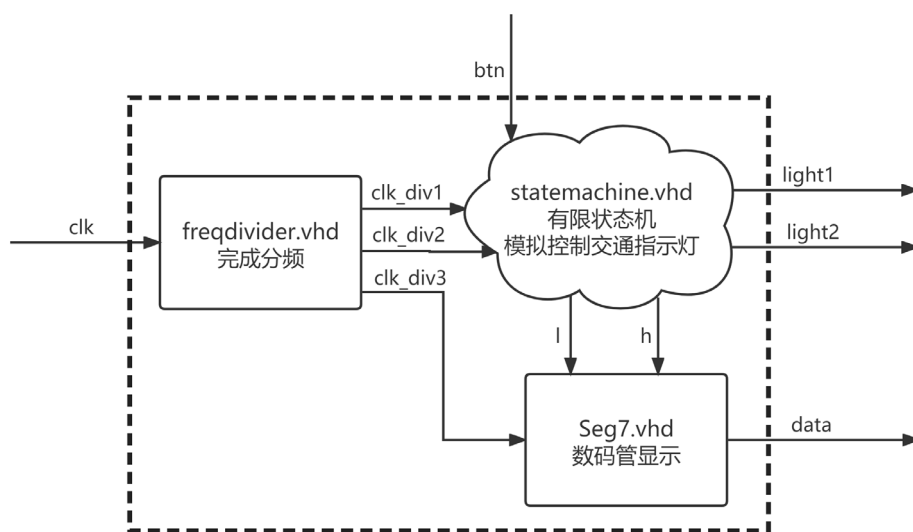 btn
clk
freqdivider.vhd
完成分频
clk_div1
clk_div2
clk_div3
statemachine.vhd
有限状态机
模拟控制交通指示灯
light1
light2
l
h
Seg7.vhd
数码管显示
data